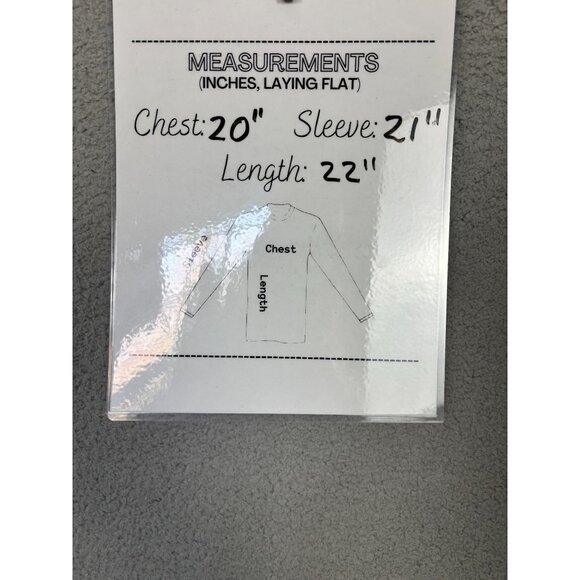 MEASUREMENTS
(INCHES, LAYING FLAT)
Chest: 20" Sleeve: 21"
Length: 22"
Sleeve
Chest
Length